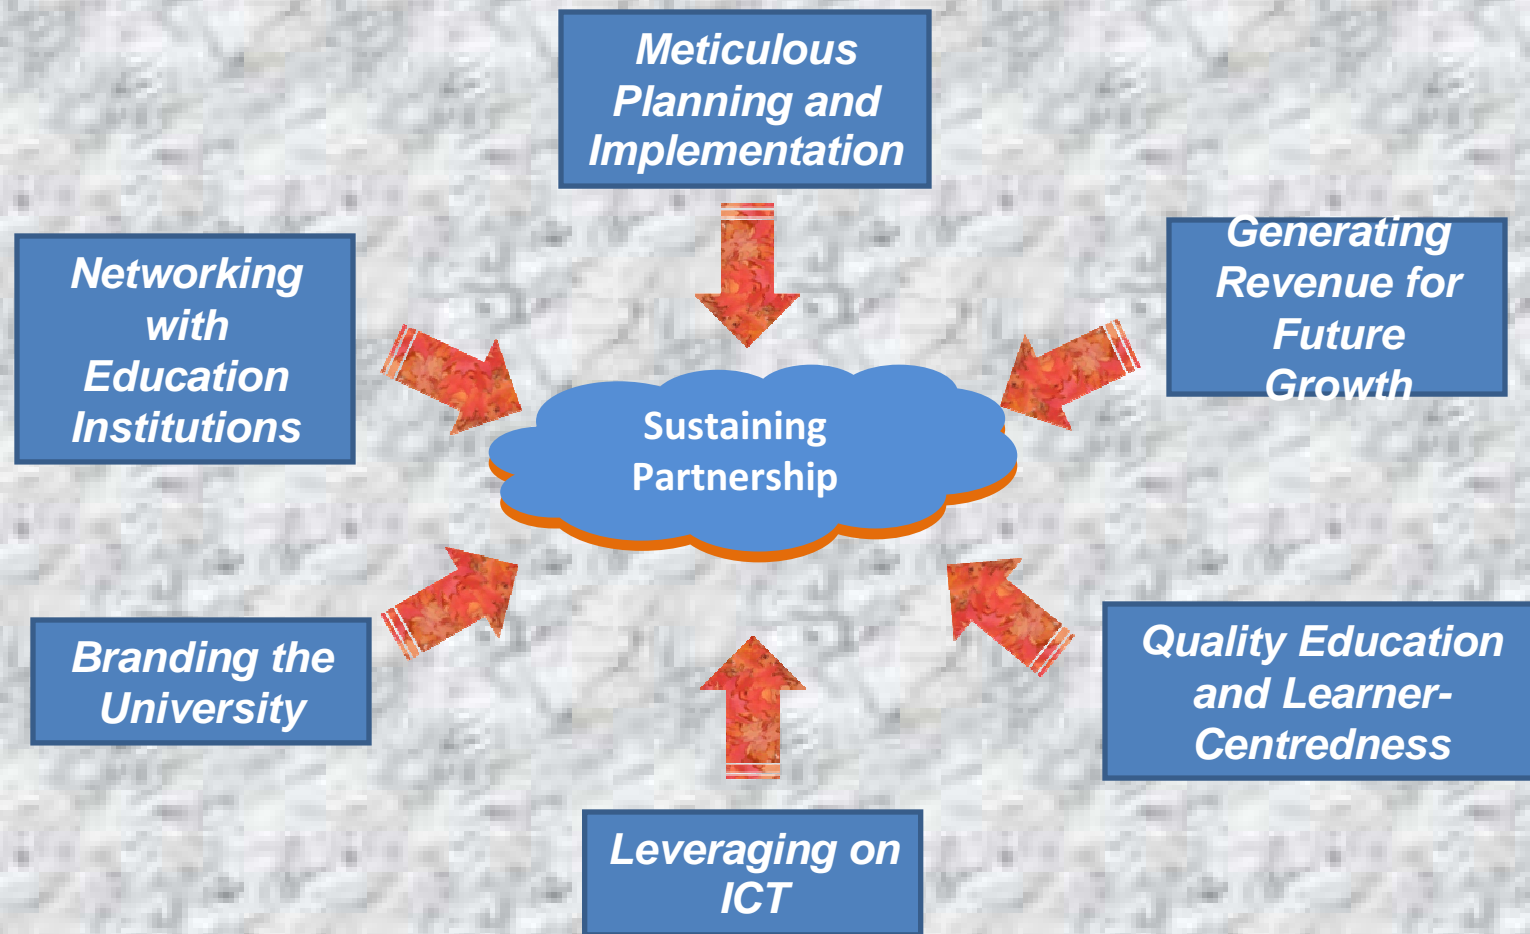 Meticulous
Planning and
Implementation
Networking
with
Education
Institutions
Generating
Revenue for
Future
Growth
Sustaining
Partnership
Branding the
University
Quality Education
and Learner-
Centredness
Leveraging on
ICT